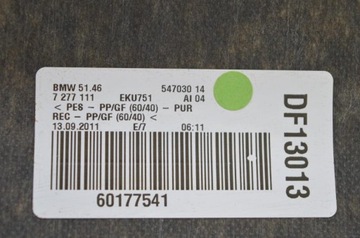 BMW 51.46 547030 14
7 277 111 EKU751 AI 04
< PES - PP/GF (60/40) - PUR
REC - PP/GF (60/40) <
13.09.2011 E/7 06:11
60177541
DF13013